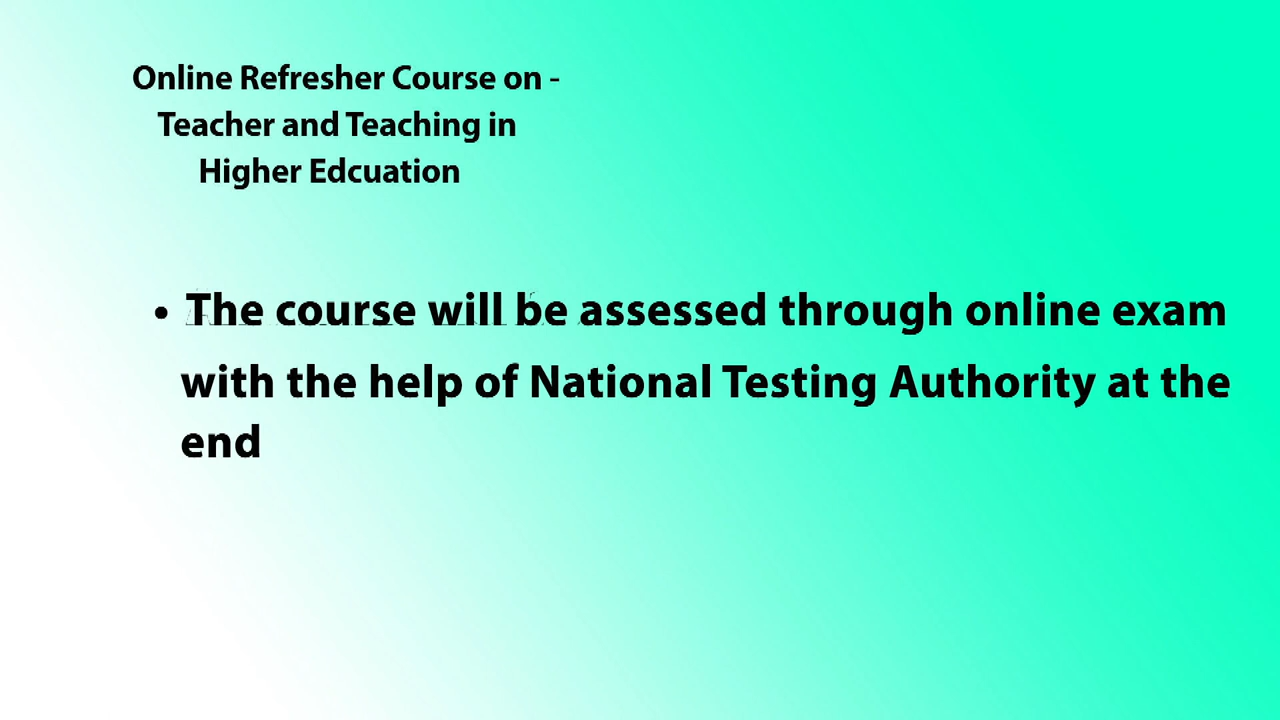 Online Refresher Course on -
Teacher and Teaching in
Higher Edcuation
• The course will be assessed through online exam
with the help of National Testing Authority at the
end